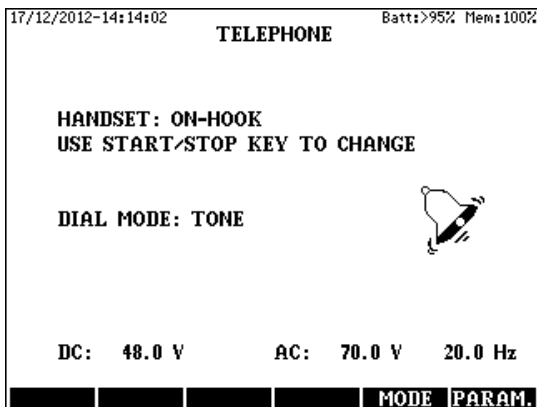 17/12/2012-14:14:02 Batt:>95% Mem:100%
TELEPHONE
HANDSET: ON-HOOK
USE START/STOP KEY TO CHANGE
DIAL MODE: TONE
DC: 48.0 V AC: 70.0 V 20.0 Hz
MODE PARAM.